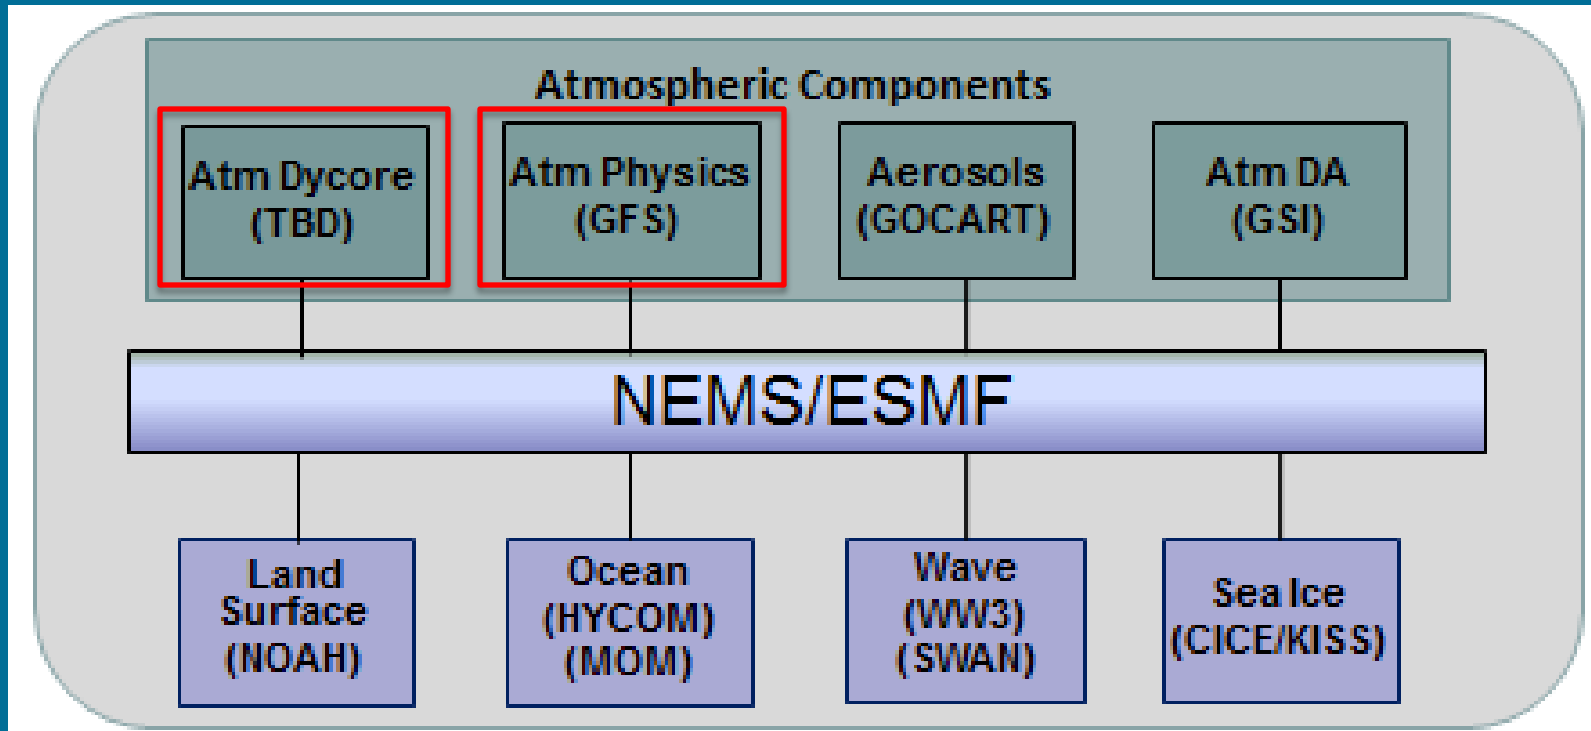 Atmospheric Components
Atm Dycore
(TBD)
Atm Physics
(GFS)
Aerosols
(GOCART)
Atm DA
(GSI)
NEMS/ESMF
Land
Surface
(NOAH)
Ocean
(HYCOM)
(MOM)
Wave
(WW3)
(SWAN)
Sea Ice
(CICE/KISS)